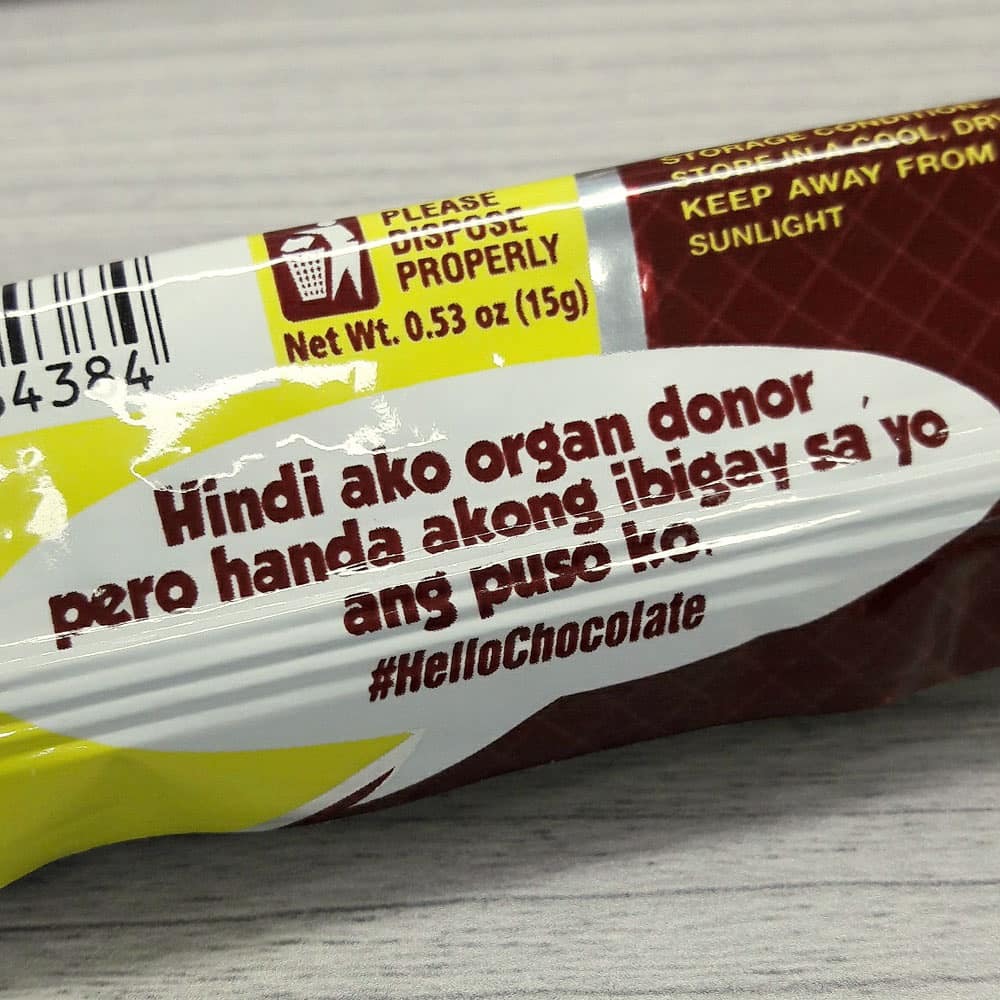 PLEASE
DISPOSE
PROPERLY
Net Wt. 0.53 oz (15g)
STORAGE CONDITION:
STORE IN A COOL, DRY
KEEP AWAY FROM
SUNLIGHT
4384
Hindi ako organ donor
pero handa akong ibigay sa 'yo
ang puso ko.
#HelloChocolate